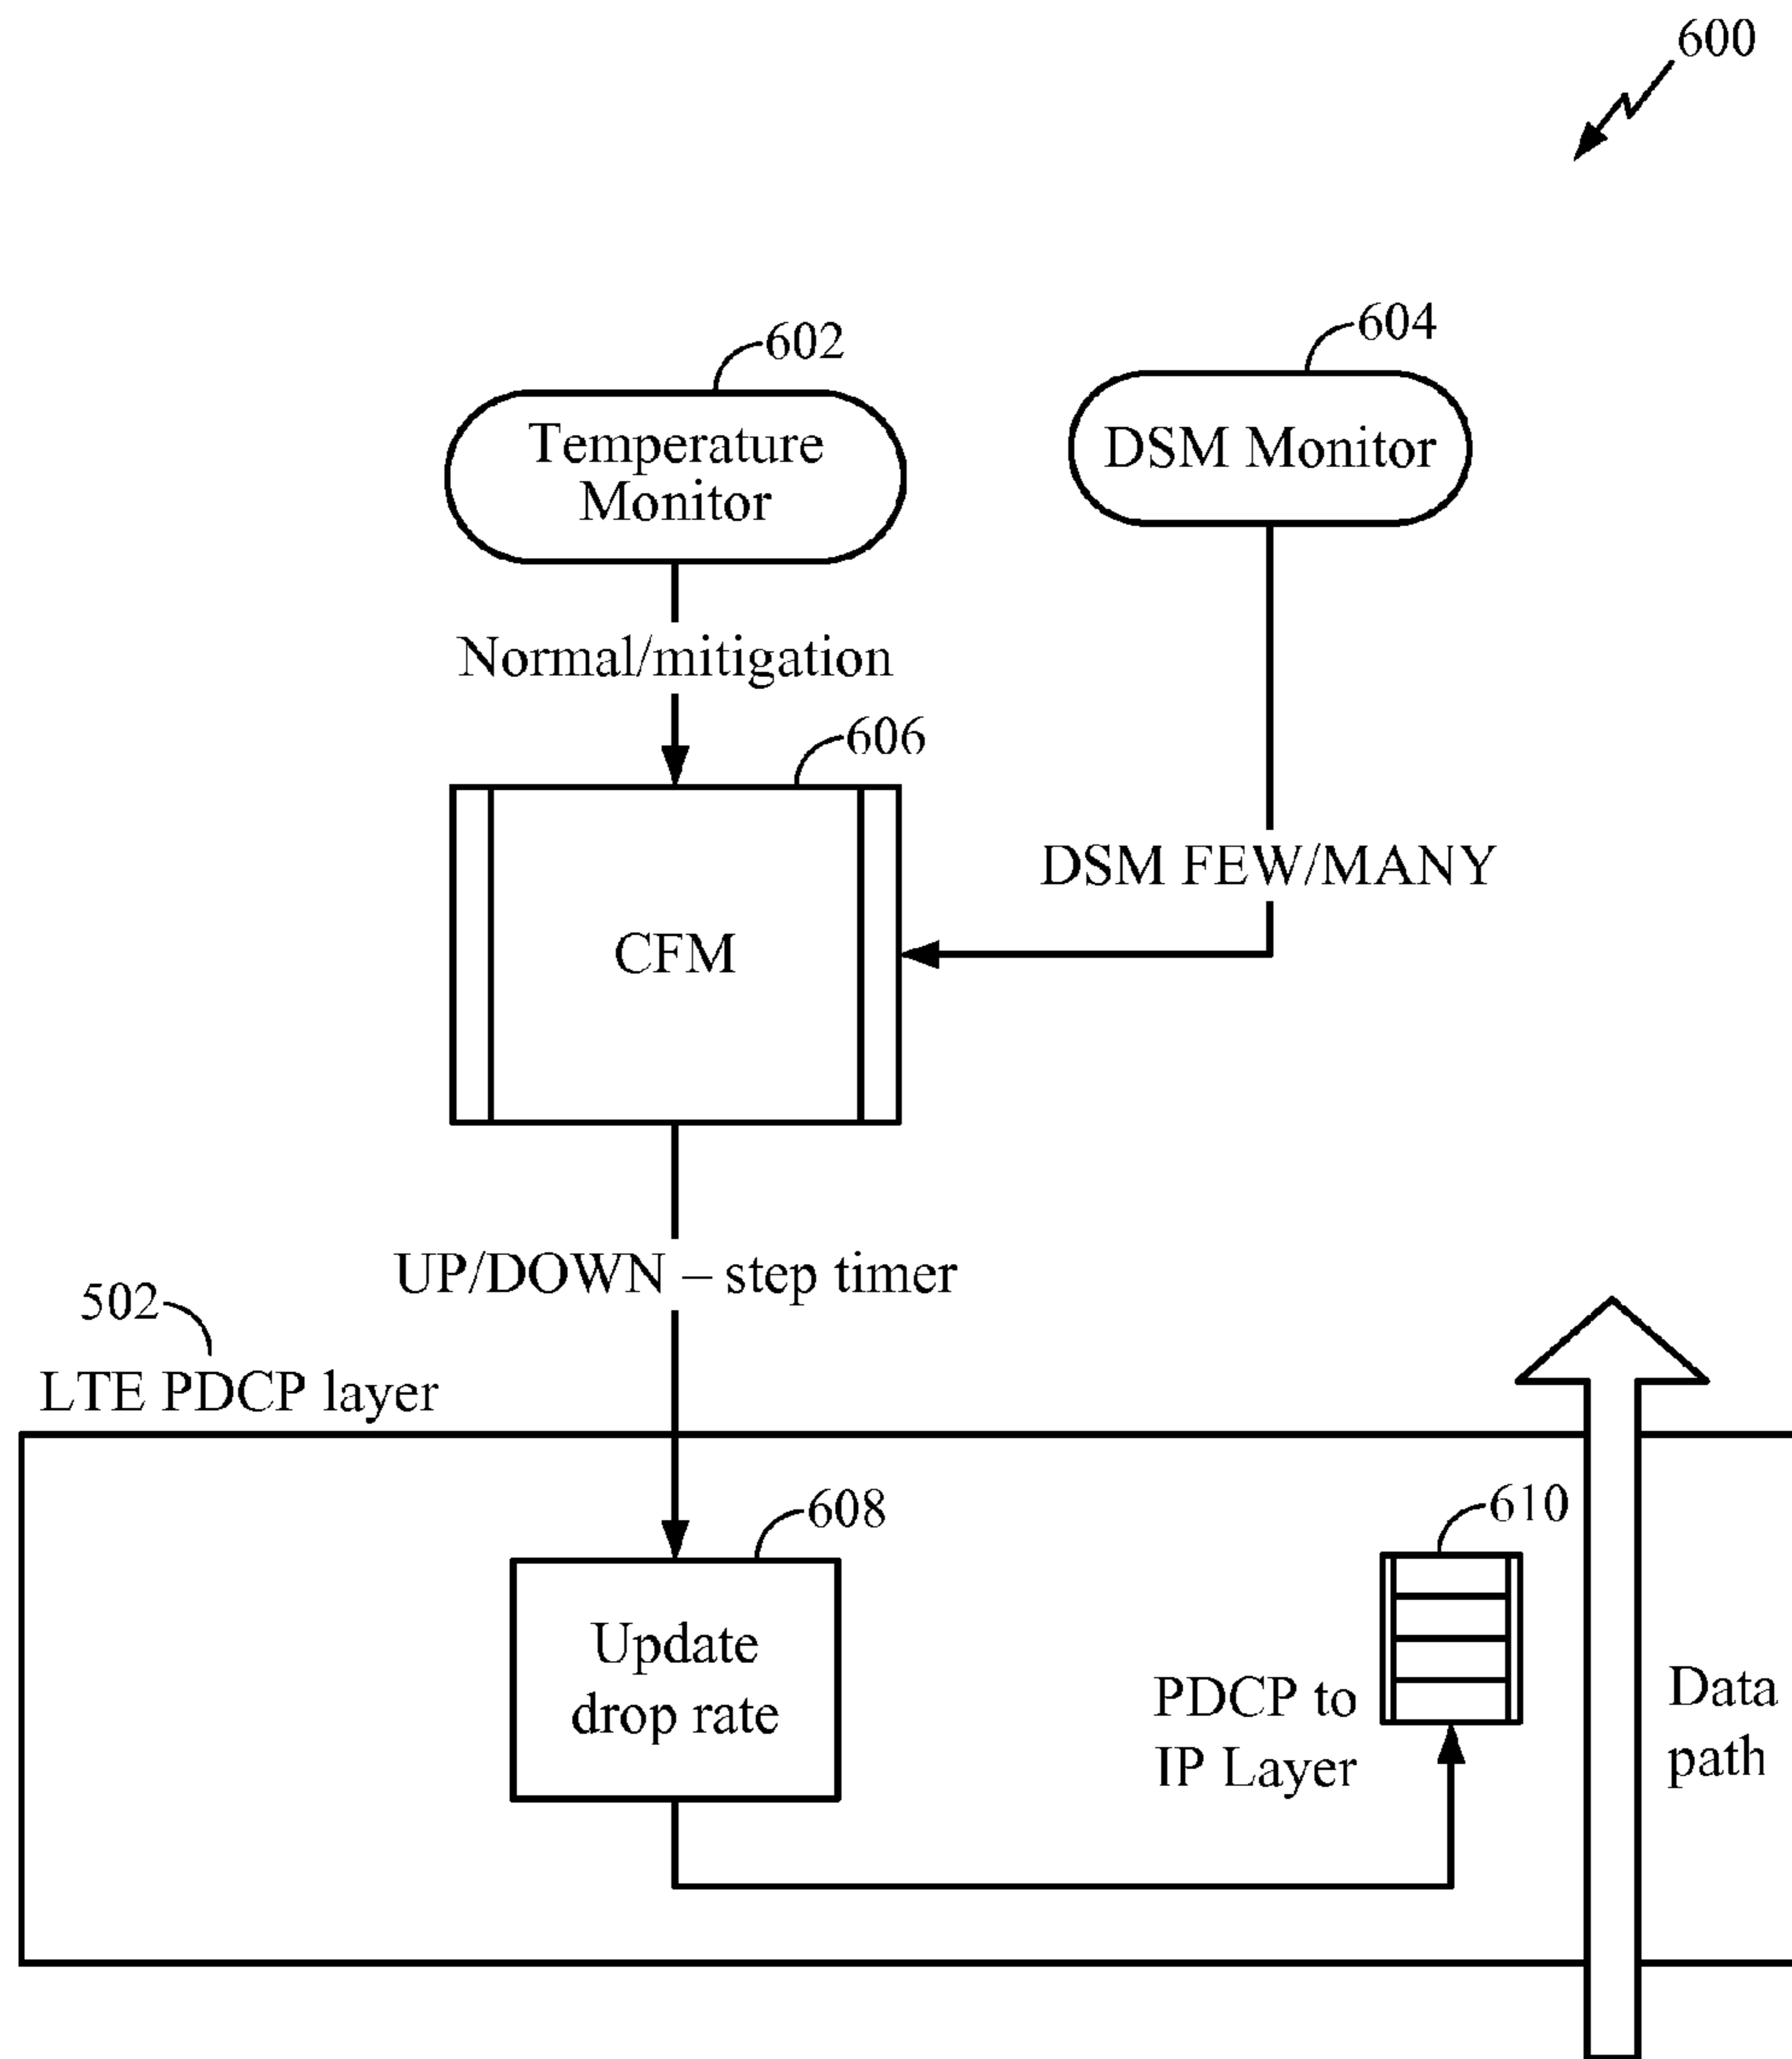 600
602
604
Temperature
Monitor
DSM Monitor
Normal/mitigation
606
DSM FEW/MANY
CFM
UP/DOWN – step timer
502
LTE PDCP layer
608
610
Update
drop rate
PDCP to
IP Layer
Data
path